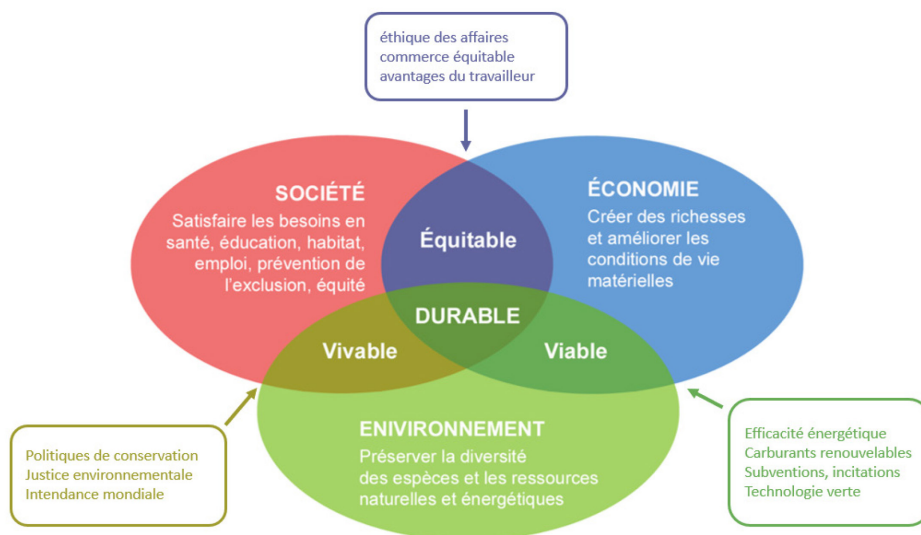 éthique des affaires
commerce équitable
avantages du travailleur
SOCIÉTÉ
Satisfaire les besoins en
santé, éducation, habitat,
emploi, prévention de
l'exclusion, équité
Équitable
ÉCONOMIE
Créer des richesses
et améliorer les
conditions de vie
matérielles
DURABLE
Vivable
Viable
ENIVIRONNEMENT
Préserver la diversité
des espèces et les ressources
naturelles et énergétiques
Politiques de conservation
Justice environnementale
Intendance mondiale
Efficacité énergétique
Carburants renouvelables
Subventions, incitations
Technologie verte